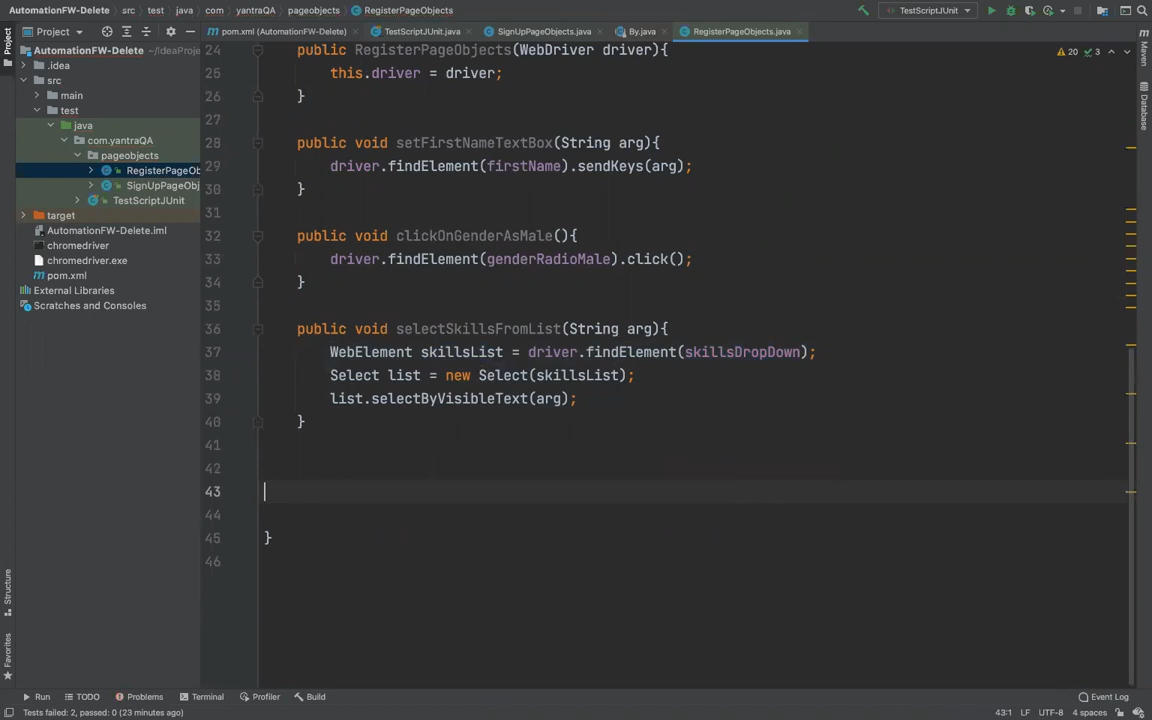 AutomationFW-Delete src test java com yantraQA pageobjects RegisterPageObjects TestScriptJUnit
Project pom.xml (AutomationFW-Delete) TestScriptJUnit.java SignUpPageObjects.java By.java RegisterPageObjects.java
Project
Maven
Database
AutomationFW-Delete ~/IdeaProj
.idea
src
main
test
java
com.yantraQA
pageobjects
RegisterPageObj
SignUpPageObj
TestScriptJUnit
target
AutomationFW-Delete.iml
chromedriver
chromedriver.exe
pom.xml
External Libraries
Scratches and Consoles
20 3
24 public RegisterPageObjects(WebDriver driver){
25 this.driver = driver;
26 }
27
28 public void setFirstNameTextBox(String arg){
29 driver.findElement(firstName).sendKeys(arg);
30 }
31
32 public void clickOnGenderAsMale(){
33 driver.findElement(genderRadioMale).click();
34 }
35
36 public void selectSkillsFromList(String arg){
37 WebElement skillsList = driver.findElement(skillsDropDown);
38 Select list = new Select(skillsList);
39 list.selectByVisibleText(arg);
40 }
41
42
43
44
45 }
46
Structure
Favorites
Run TODO Problems Terminal Profiler Build Event Log
Tests failed: 2, passed: 0 (23 minutes ago) 43:1 LF UTF-8 4 spaces